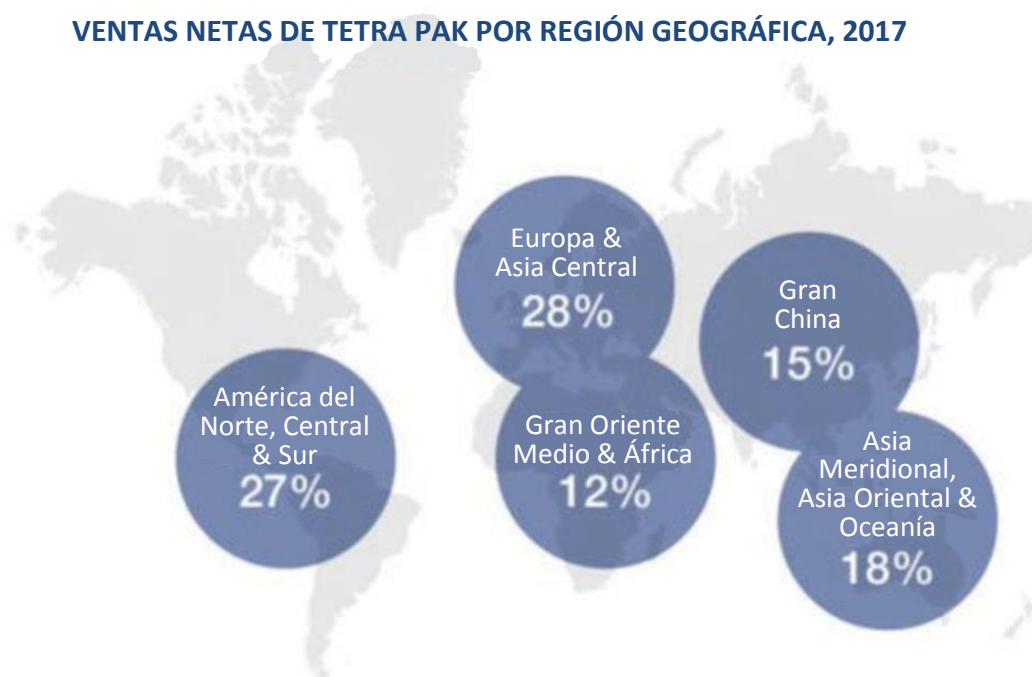 VENTAS NETAS DE TETRA PAK POR REGIÓN GEOGRÁFICA, 2017
Europa &
Asia Central
28%
Gran
China
15%
América del
Norte, Central
& Sur
27%
Gran Oriente
Medio & África
12%
Asia
Meridional,
Asia Oriental &
Oceanía
18%